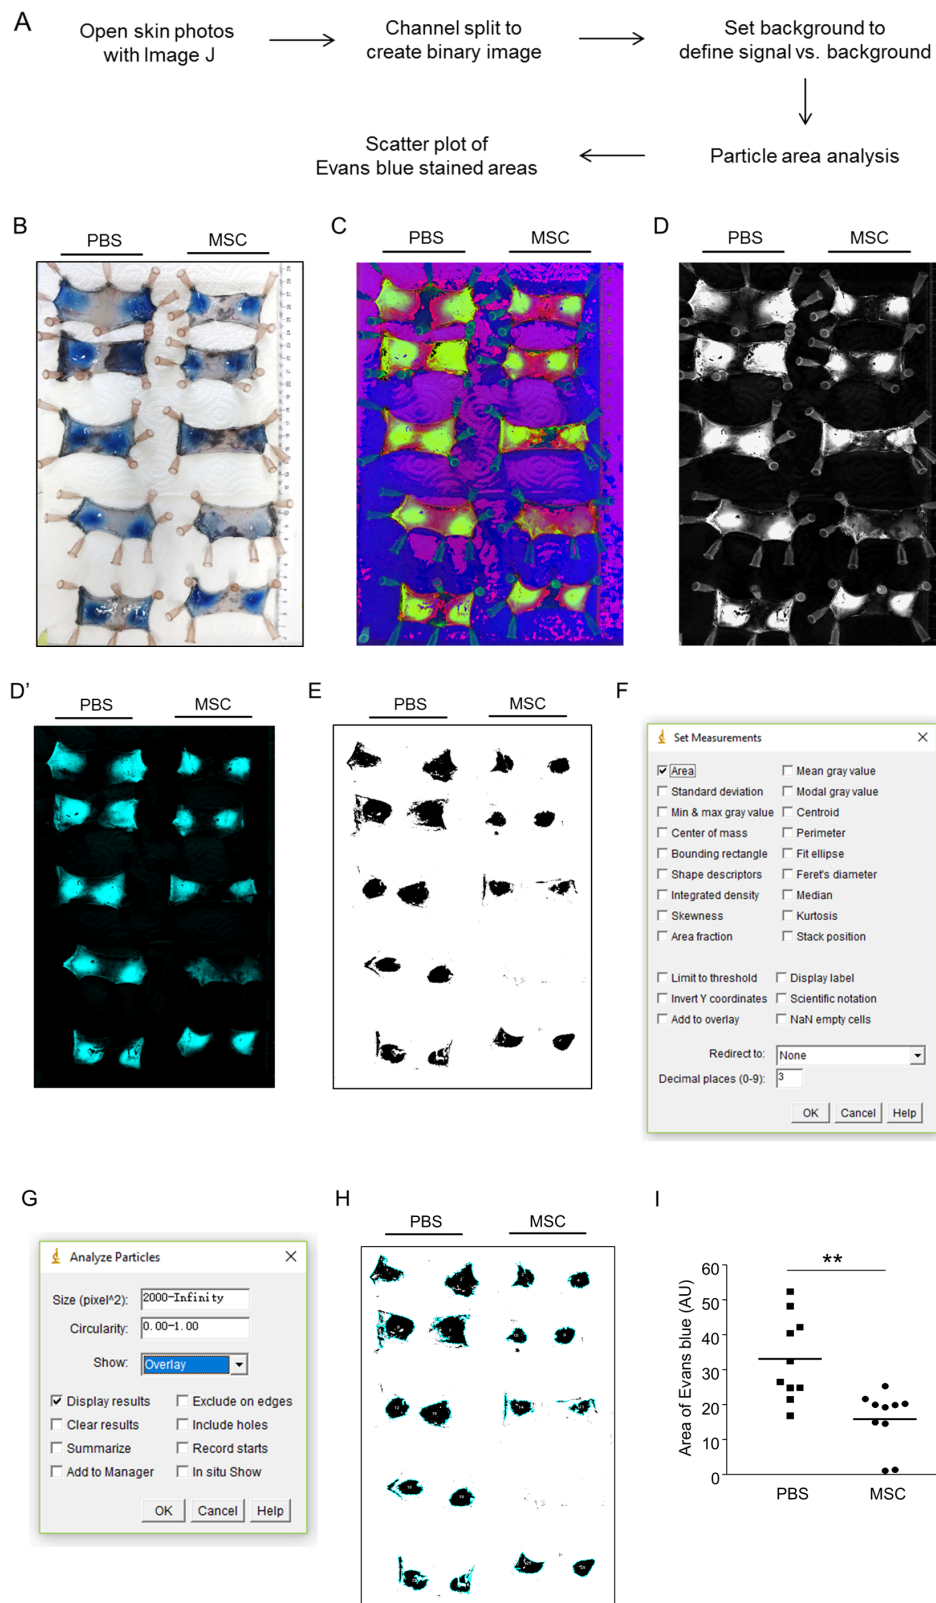 A
Open skin photos
with Image J
Channel split to
create binary image
Set background to
define signal vs. background
Scatter plot of
Evans blue stained areas
Particle area analysis
B
PBS
MSC
C
PBS
MSC
D
PBS
MSC
D'
PBS
MSC
E
PBS
MSC
F
Set Measurements
Area
Mean gray value
Standard deviation
Modal gray value
Min & max gray value
Centroid
Center of mass
Perimeter
Bounding rectangle
Fit ellipse
Shape descriptors
Feret's diameter
Integrated density
Median
Skewness
Kurtosis
Area fraction
Stack position
Limit to threshold
Display label
Invert Y coordinates
Scientific notation
Add to overlay
NaN empty cells
Redirect to:
None
Decimal places (0-9):
3
OK
Cancel
Help
G
Analyze Particles
Size (pixel^2):
2000-Infinity
Circularity:
0.00-1.00
Show:
Overlay
Display results
Exclude on edges
Clear results
Include holes
Summarize
Record starts
Add to Manager
In situ Show
OK
Cancel
Help
H
PBS
MSC
I
**
Area of Evans blue (AU)
60
50
40
30
20
10
0
PBS
MSC